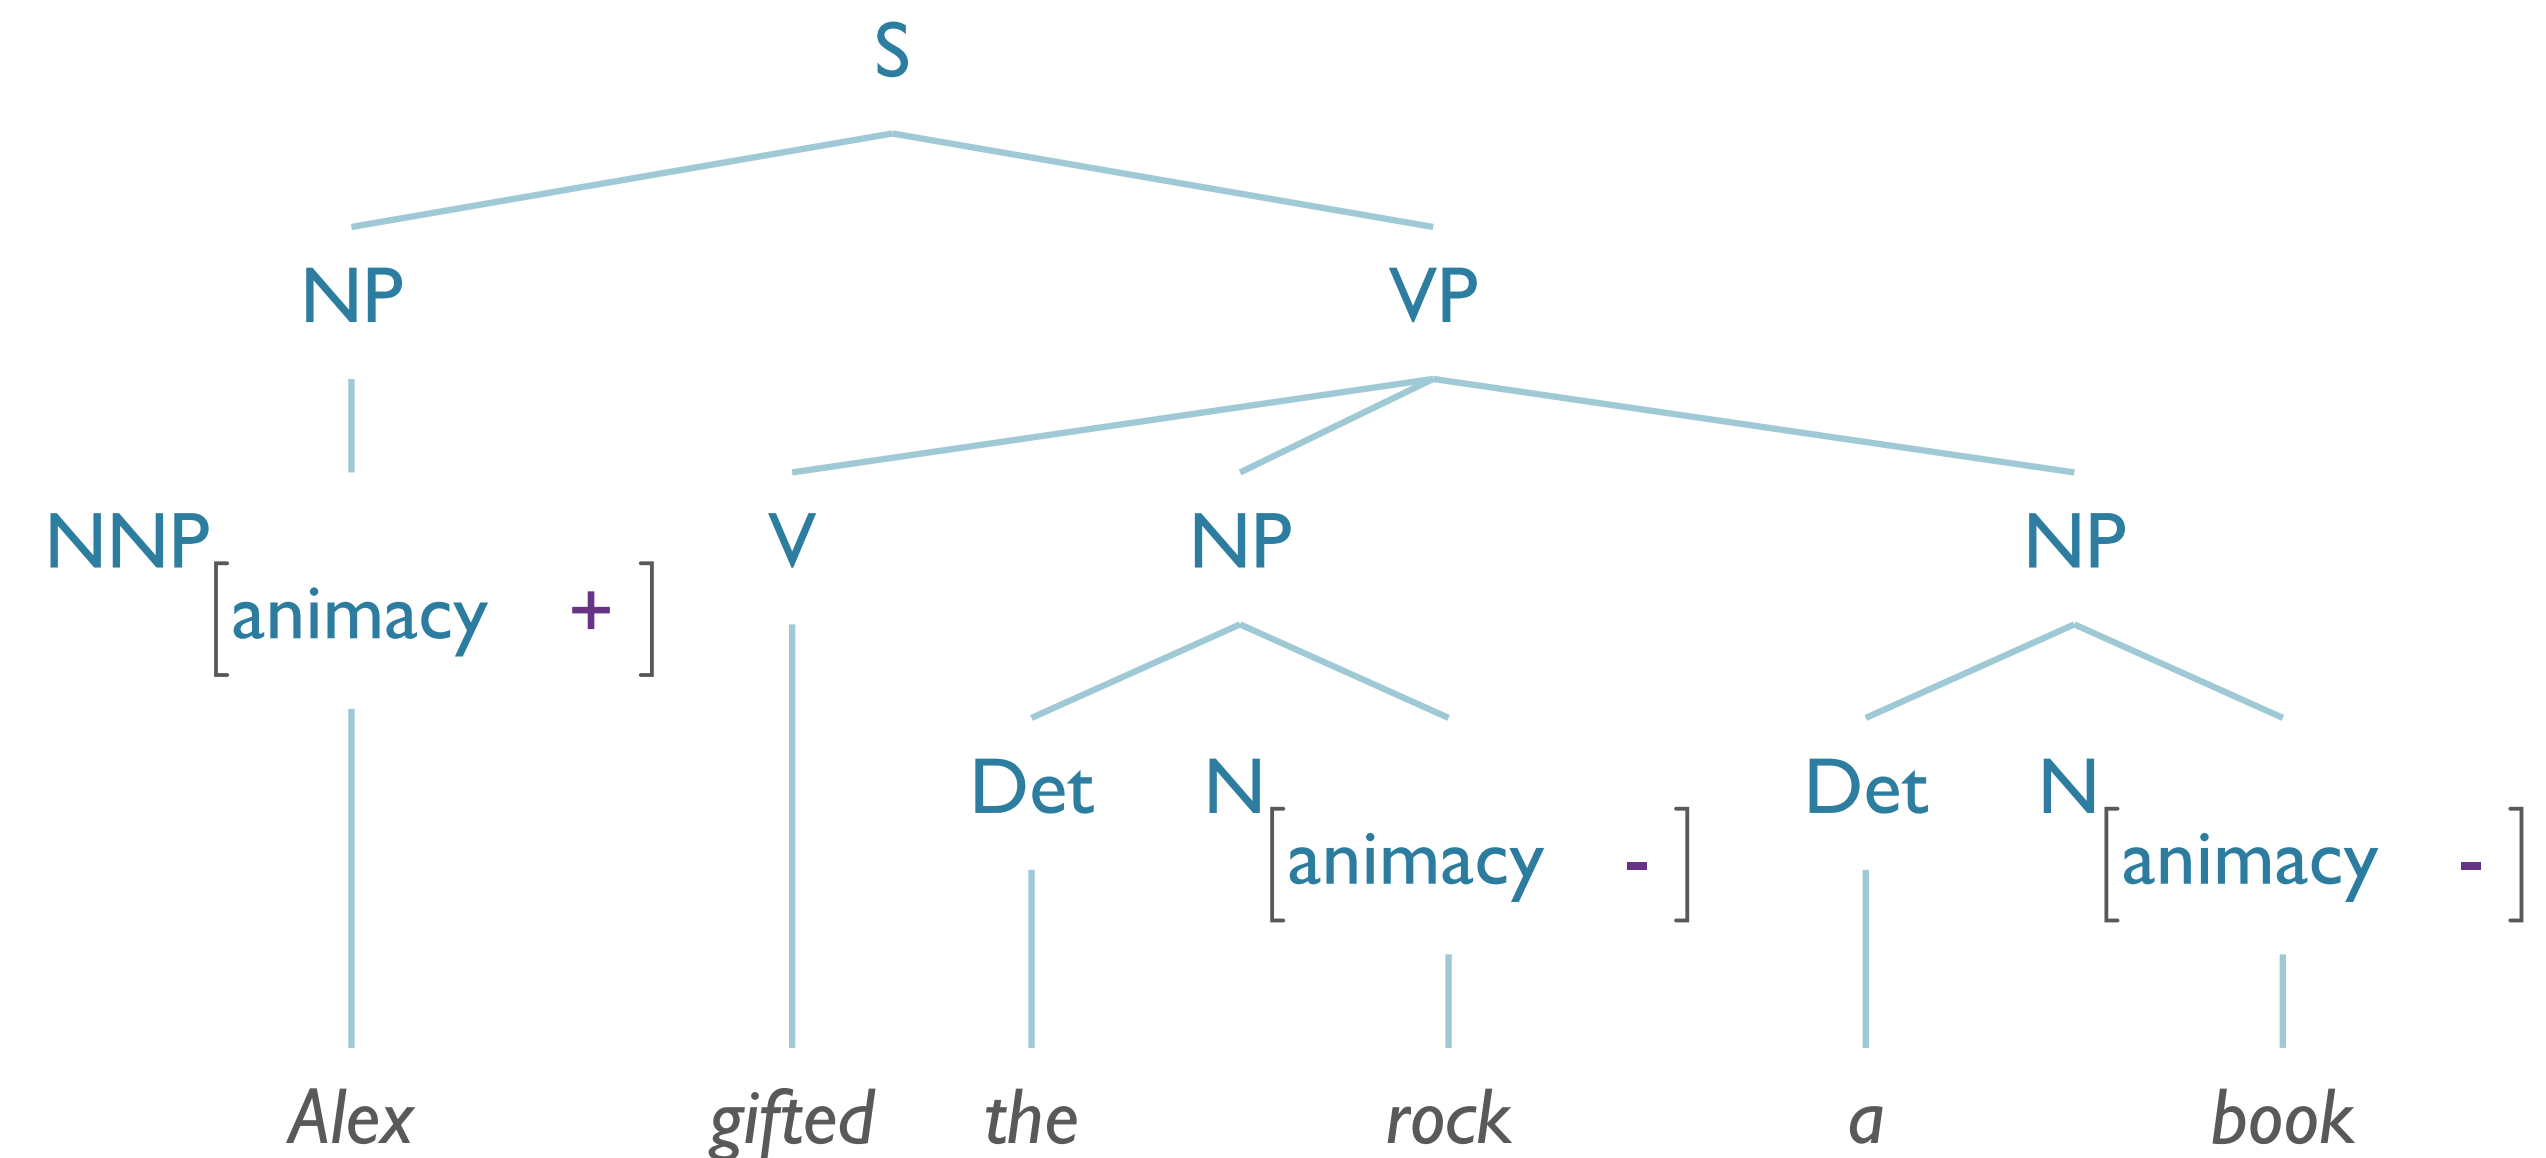 S
NP VP
NNP V NP NP
[animacy +]
Det N Det N
[animacy -] [animacy -]
Alex gifted the rock a book